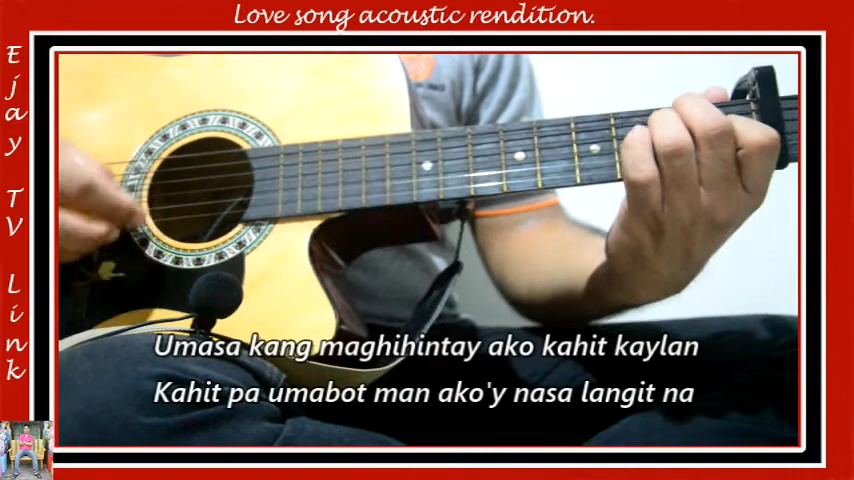 Love song acoustic rendition.
Ejay TV Link
Umasa kang maghihintay ako kahit kaylan
Kahit pa umabot man ako'y nasa langit na